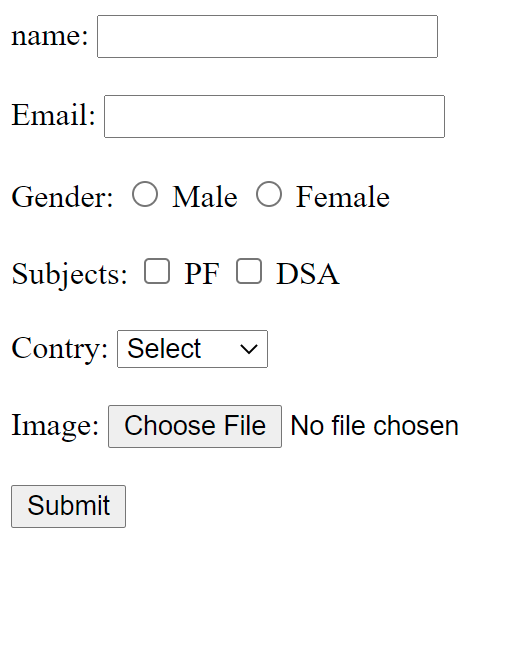 name:
Email:
Gender: Male Female
Subjects: PF DSA
Contry: Select
Image: Choose File No file chosen
Submit